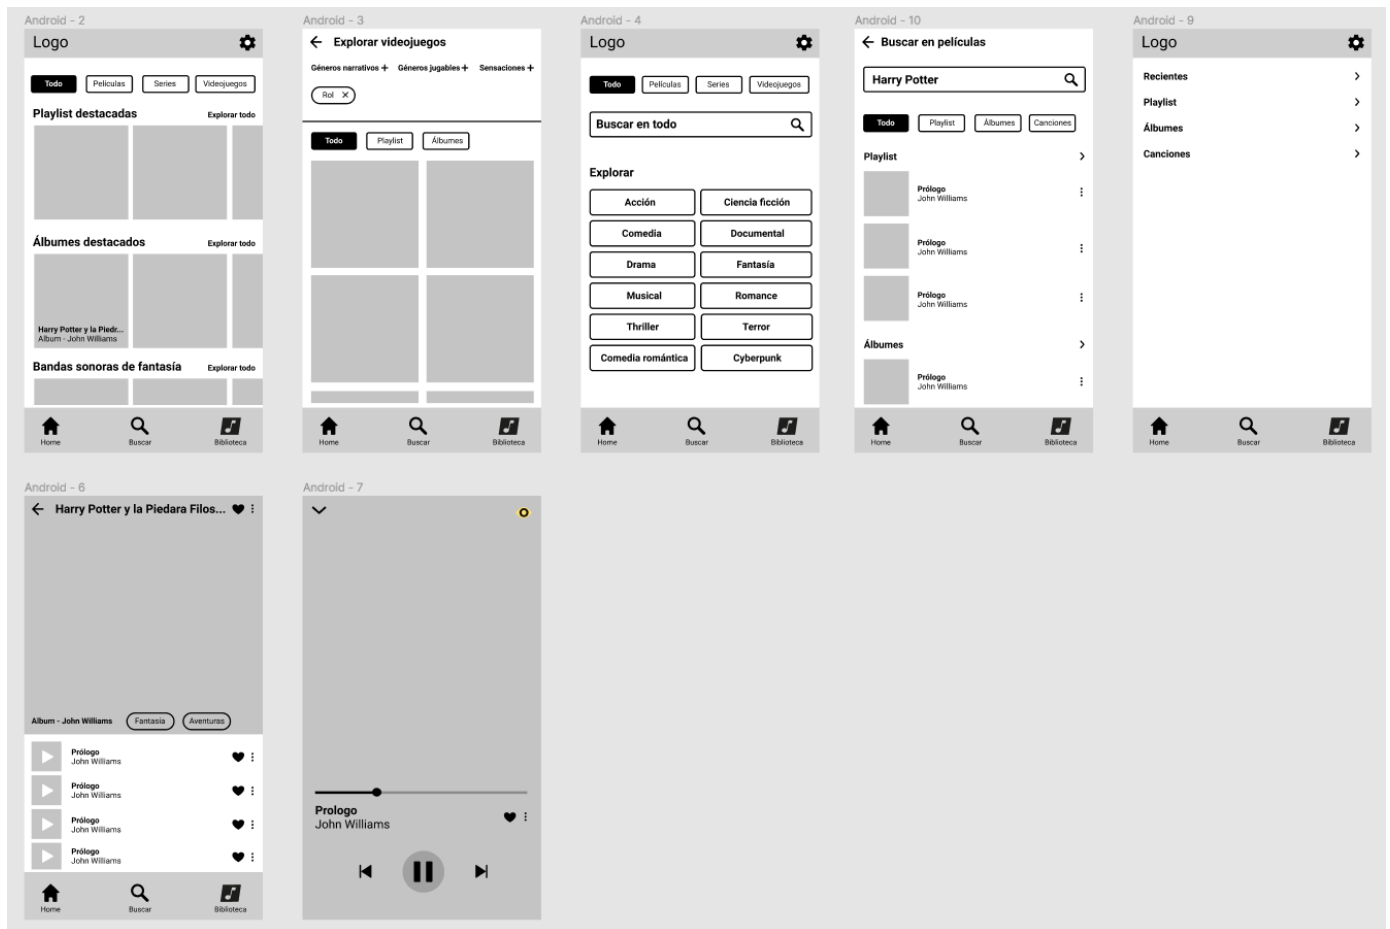 Android - 2
Logo
Todo
Películas
Series
Videojuegos
Playlist destacadas
Explorar todo
Álbumes destacados
Explorar todo
Harry Potter y la Piedr...
Album - John Williams
Bandas sonoras de fantasía
Explorar todo
Home
Buscar
Biblioteca
Android - 3
Explorar videojuegos
Géneros narrativos +
Géneros jugables +
Sensaciones +
Rol X
Todo
Playlist
Álbumes
Home
Buscar
Biblioteca
Android - 4
Logo
Todo
Películas
Series
Videojuegos
Buscar en todo
Explorar
Acción
Ciencia ficción
Comedia
Documental
Drama
Fantasía
Musical
Romance
Thriller
Terror
Comedia romántica
Cyberpunk
Home
Buscar
Biblioteca
Android - 10
Buscar en películas
Harry Potter
Todo
Playlist
Álbumes
Canciones
Playlist
Prólogo
John Williams
Prólogo
John Williams
Prólogo
John Williams
Álbumes
Prólogo
John Williams
Home
Buscar
Biblioteca
Android - 9
Logo
Recientes
Playlist
Álbumes
Canciones
Home
Buscar
Biblioteca
Android - 6
Harry Potter y la Piedara Filos...
Album - John Williams
Fantasía
Aventuras
Prólogo
John Williams
Prólogo
John Williams
Prólogo
John Williams
Prólogo
John Williams
Home
Buscar
Biblioteca
Android - 7
Prologo
John Williams